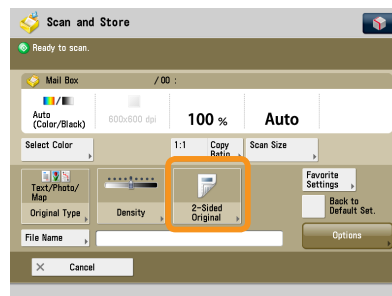 Scan and Store
Ready to scan.
Mail Box /00 :
Auto
(Color/Black)
600x600 dpi
100 %
Auto
Select Color
1:1
Copy
Ratio
Scan Size
Text/Photo/
Map
Original Type
Density
2-Sided
Original
Favorite
Settings
Back to
Default Set.
File Name
Options
× Cancel